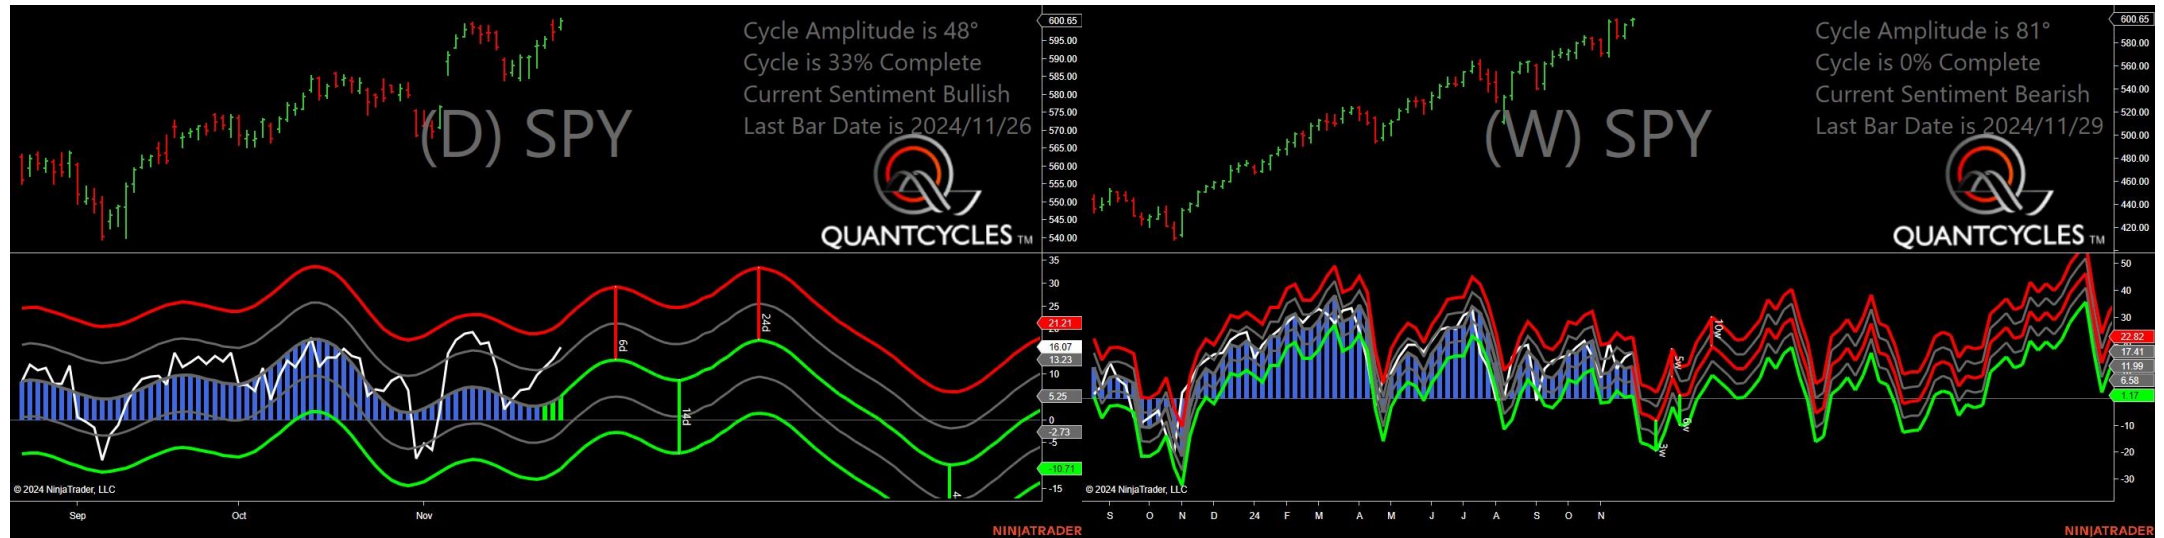 Cycle Amplitude is 48°
Cycle is 33% Complete
Current Sentiment Bullish
Last Bar Date is 2024/11/26
(D) SPY
QUANTCYCLES TM
600.65
595.00
590.00
585.00
580.00
575.00
570.00
565.00
560.00
555.00
550.00
545.00
540.00
35
30
25
21.21
16.07
13.23
10
5.25
0
-2.73
-5
-10.71
-15
6d
14d
24d
4
© 2024 NinjaTrader, LLC
Sep Oct Nov
NINJATRADER
Cycle Amplitude is 81°
Cycle is 0% Complete
Current Sentiment Bearish
Last Bar Date is 2024/11/29
(W) SPY
QUANTCYCLES TM
600.65
580.00
560.00
540.00
520.00
500.00
480.00
460.00
440.00
420.00
50
40
30
22.82
17.41
11.99
6.58
1.17
-10
-20
-30
3w
5w
6w
10w
© 2024 NinjaTrader, LLC
S O N D 24 F M A M J J A S O N
NINJATRADER